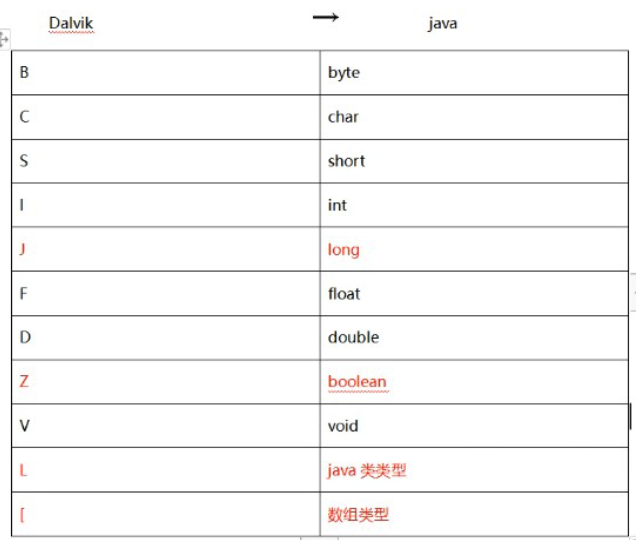 Dalvik → java
B byte
C char
S short
I int
J long
F float
D double
Z boolean
V void
L java 类类型
[ 数组类型